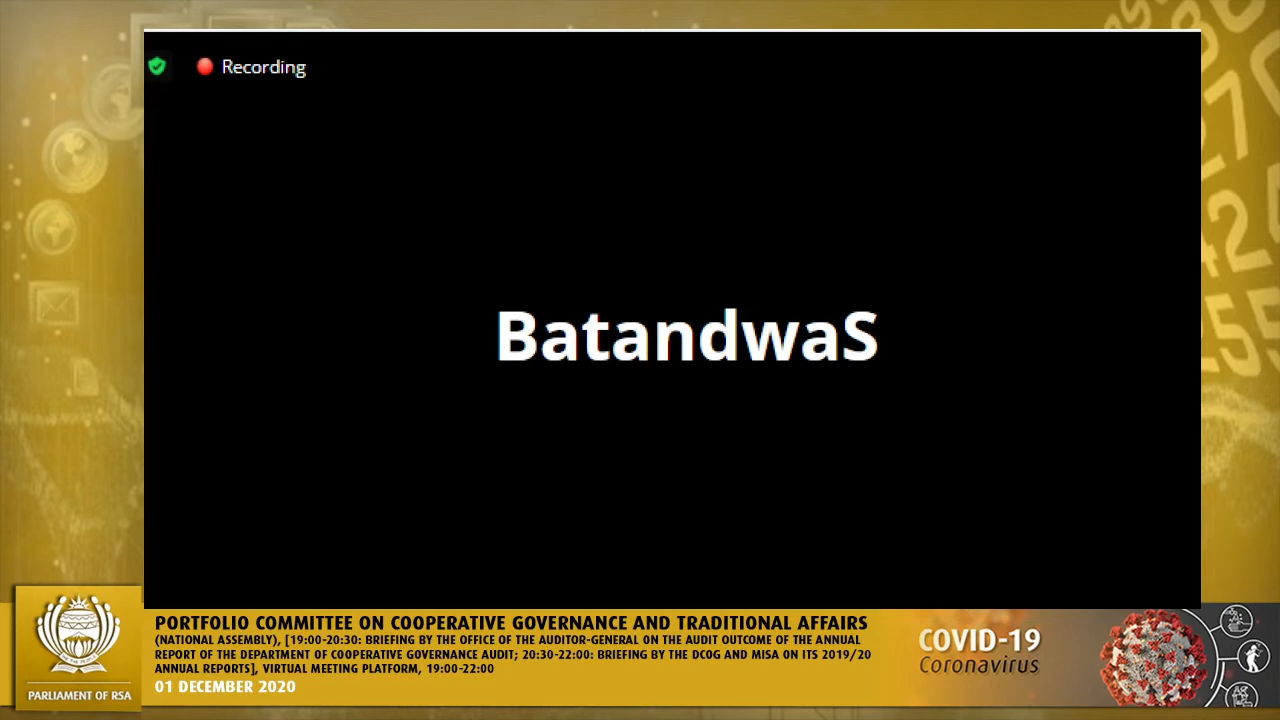 Recording
BatandwaS
PORTFOLIO COMMITTEE ON COOPERATIVE GOVERNANCE AND TRADITIONAL AFFAIRS
(NATIONAL ASSEMBLY), [19:00-20:30: BRIEFING BY THE OFFICE OF THE AUDITOR-GENERAL ON THE AUDIT OUTCOME OF THE ANNUAL
REPORT OF THE DEPARTMENT OF COOPERATIVE GOVERNANCE AUDIT; 20:30-22:00: BRIEFING BY THE DCOG AND MISA ON ITS 2019/20
ANNUAL REPORTS], VIRTUAL MEETING PLATFORM, 19:00-22:00
01 DECEMBER 2020
PARLIAMENT OF RSA
COVID-19
Coronavirus